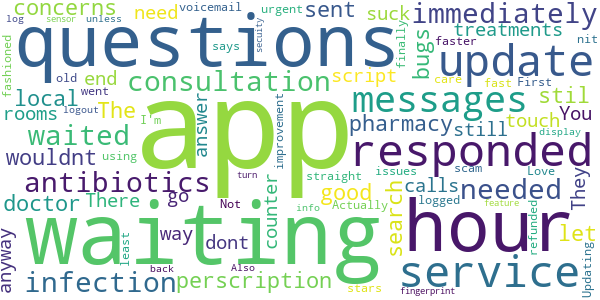 concerns
log
sensor
unless
voicemail
urgent
says
sent
suck
need
finally
immediately
treatments
nit
script
faster
fashioned
questions
bugs
update
old
went
logout
end
secuity
care
fast
First
local
consultation
messages
stil
rooms
The
I'm
answer
improvement
You
waited
app
pharmacy
still
touch
using
wouldnt
responded
display
antibiotics
turn
straight
issues
scam
Love
There
go
counter
good
search
calls
needed
They
doctor
Not
info
Actually
logged
refunded
way
dont
waiting
hour
let
anyway
least
feature
back
service
Updating
infection
perscription
Also
stars
fingerprint